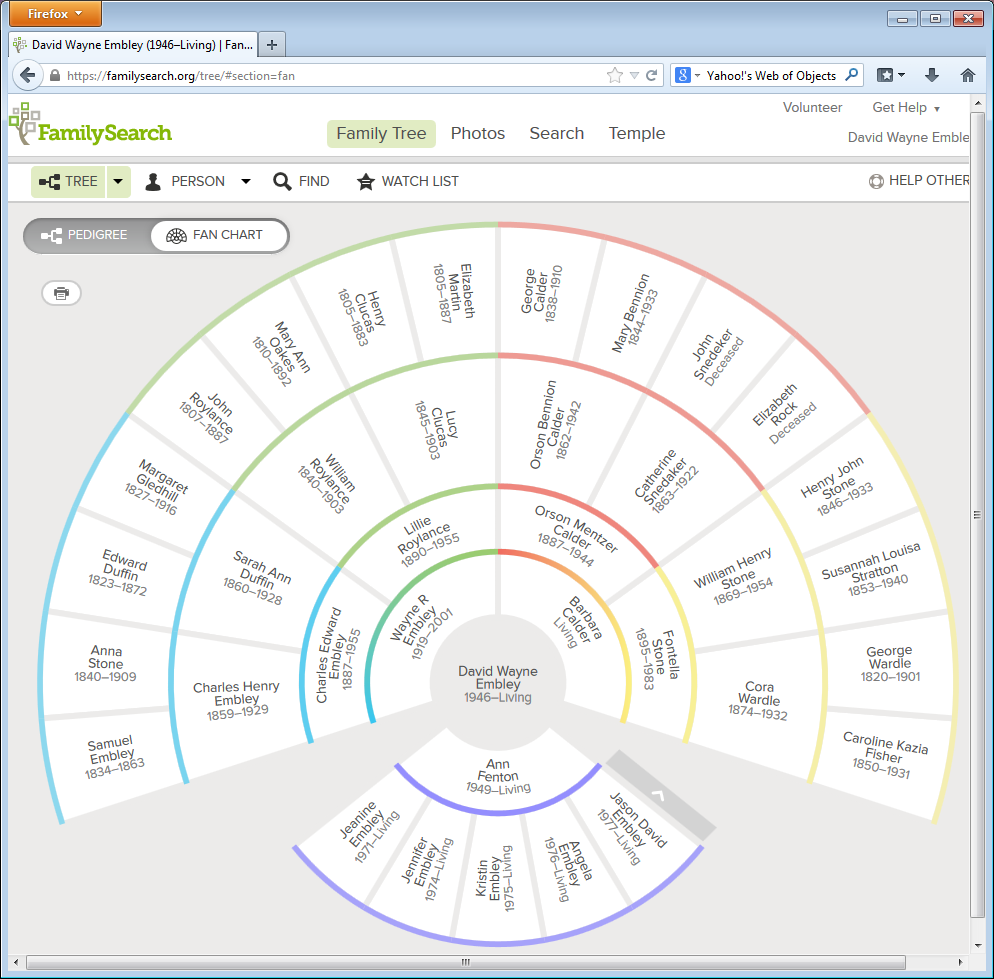 Firefox
David Wayne Embley (1946–Living) | Fan...
https://familysearch.org/tree/#section=fan
Yahoo!'s Web of Objects
Volunteer
Get Help
FamilySearch
Family Tree
Photos
Search
Temple
David Wayne Emble
TREE
PERSON
FIND
WATCH LIST
HELP OTHER
PEDIGREE
FAN CHART
Samuel
Embley
1834–1863
Anna
Stone
1840–1909
Edward
Duffin
1823–1872
Margaret
Gledhill
1827–1916
John
Roylance
1807–1887
Mary Ann
Oakes
1810–1892
Henry
Clucas
1805–1883
Elizabeth
Martin
1805–1887
George
Calder
1838–1910
Mary Bennion
1844–1933
John
Snedeker
Deceased
Elizabeth
Rock
Deceased
Henry John
Stone
1846–1933
Susannah Louisa
Stratton
1853–1940
George
Wardle
1820–1901
Caroline Kazia
Fisher
1850–1931
Charles Henry
Embley
1859–1929
Sarah Ann
Duffin
1860–1928
William
Roylance
1840–1903
Lucy
Clucas
1845–1903
Orson Bennion
Calder
1862–1942
Catherine
Snedaker
1863–1922
William Henry
Stone
1869–1954
Cora
Wardle
1874–1932
Charles Edward
Embley
1887–1955
Lillie
Roylance
1890–1955
Orson Mentzer
Calder
1887–1944
Fontella
Stone
1895–1983
Wayne R
Embley
1919–2001
Barbara
Calder
Living
David Wayne
Embley
1946–Living
Ann
Fenton
1949–Living
Jeanine
Embley
1971–Living
Jennifer
Embley
1974–Living
Kristin
Embley
1975–Living
Angela
Embley
1976–Living
Jason David
Embley
1977–Living